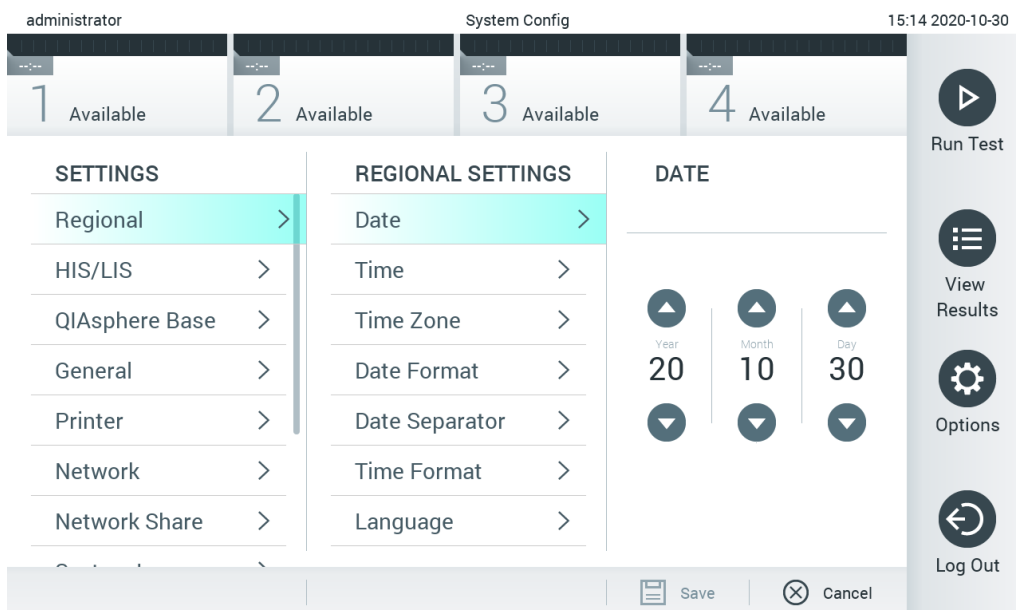 administrator System Config 15:14 2020-10-30
--:-- --:-- --:-- --:--
1 Available 2 Available 3 Available 4 Available
Run Test
View
Results
Options
Log Out
SETTINGS
Regional
HIS/LIS
QIAsphere Base
General
Printer
Network
Network Share
REGIONAL SETTINGS
Date
Time
Time Zone
Date Format
Date Separator
Time Format
Language
DATE
Year Month Day
20 10 30
Save Cancel